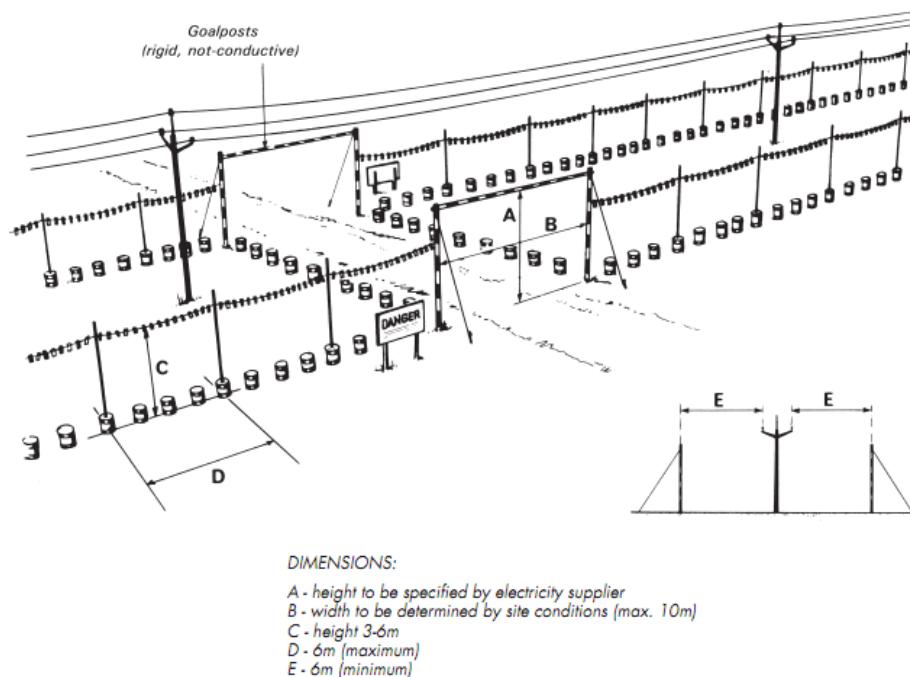 Goalposts
(rigid, not-conductive)
A
B
DANGER
C
D
E
E
DIMENSIONS:
A - height to be specified by electricity supplier
B - width to be determined by site conditions (max. 10m)
C - height 3-6m
D - 6m (maximum)
E - 6m (minimum)